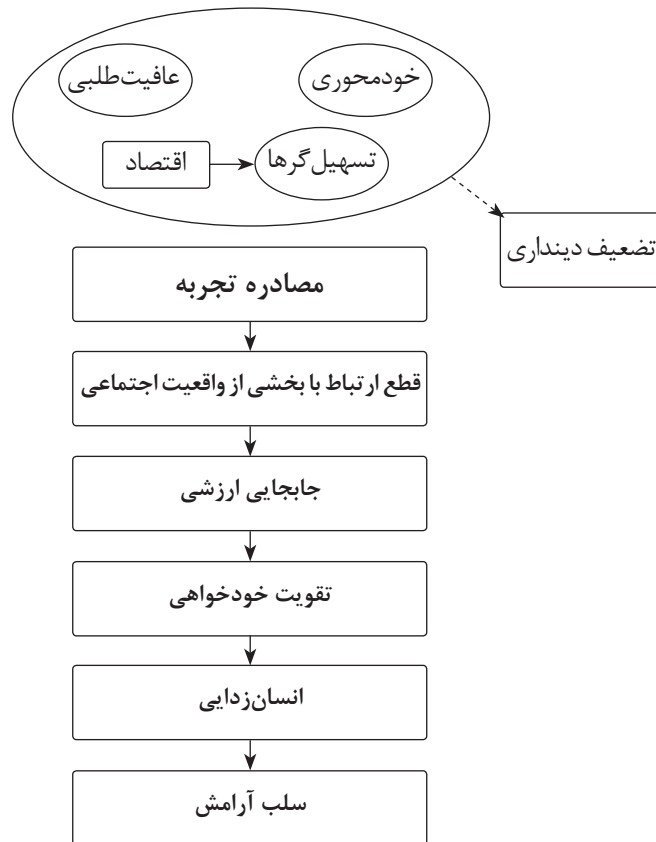 خودمحوری
عافیت‌طلبی
تسهیل‌گرها
اقتصاد
تضعیف دینداری
مصادره تجربه
قطع ارتباط با بخشی از واقعیت اجتماعی
جابجایی ارزشی
تقویت خودخواهی
انسان‌زدایی
سلب آرامش